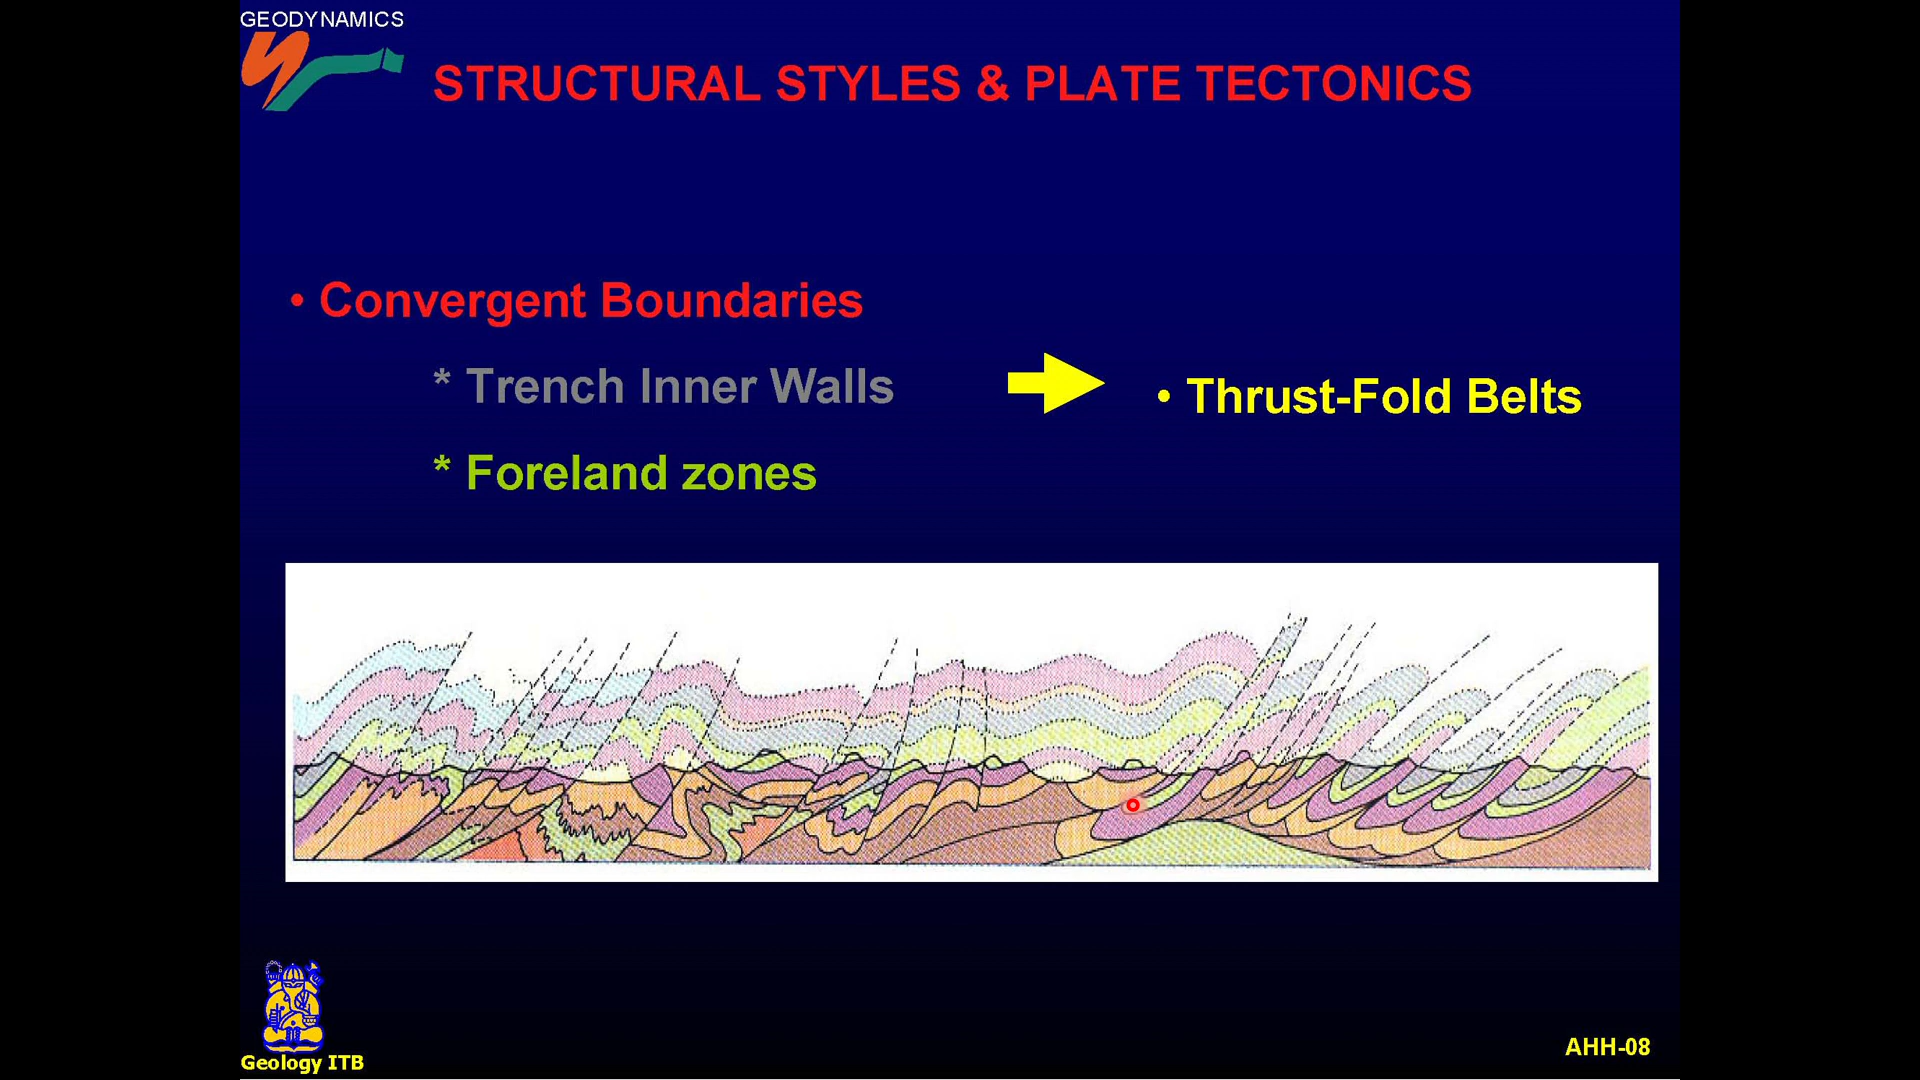 GEODYNAMICS
STRUCTURAL STYLES & PLATE TECTONICS
• Convergent Boundaries
* Trench Inner Walls
• Thrust-Fold Belts
* Foreland zones
Geology ITB
AHH-08